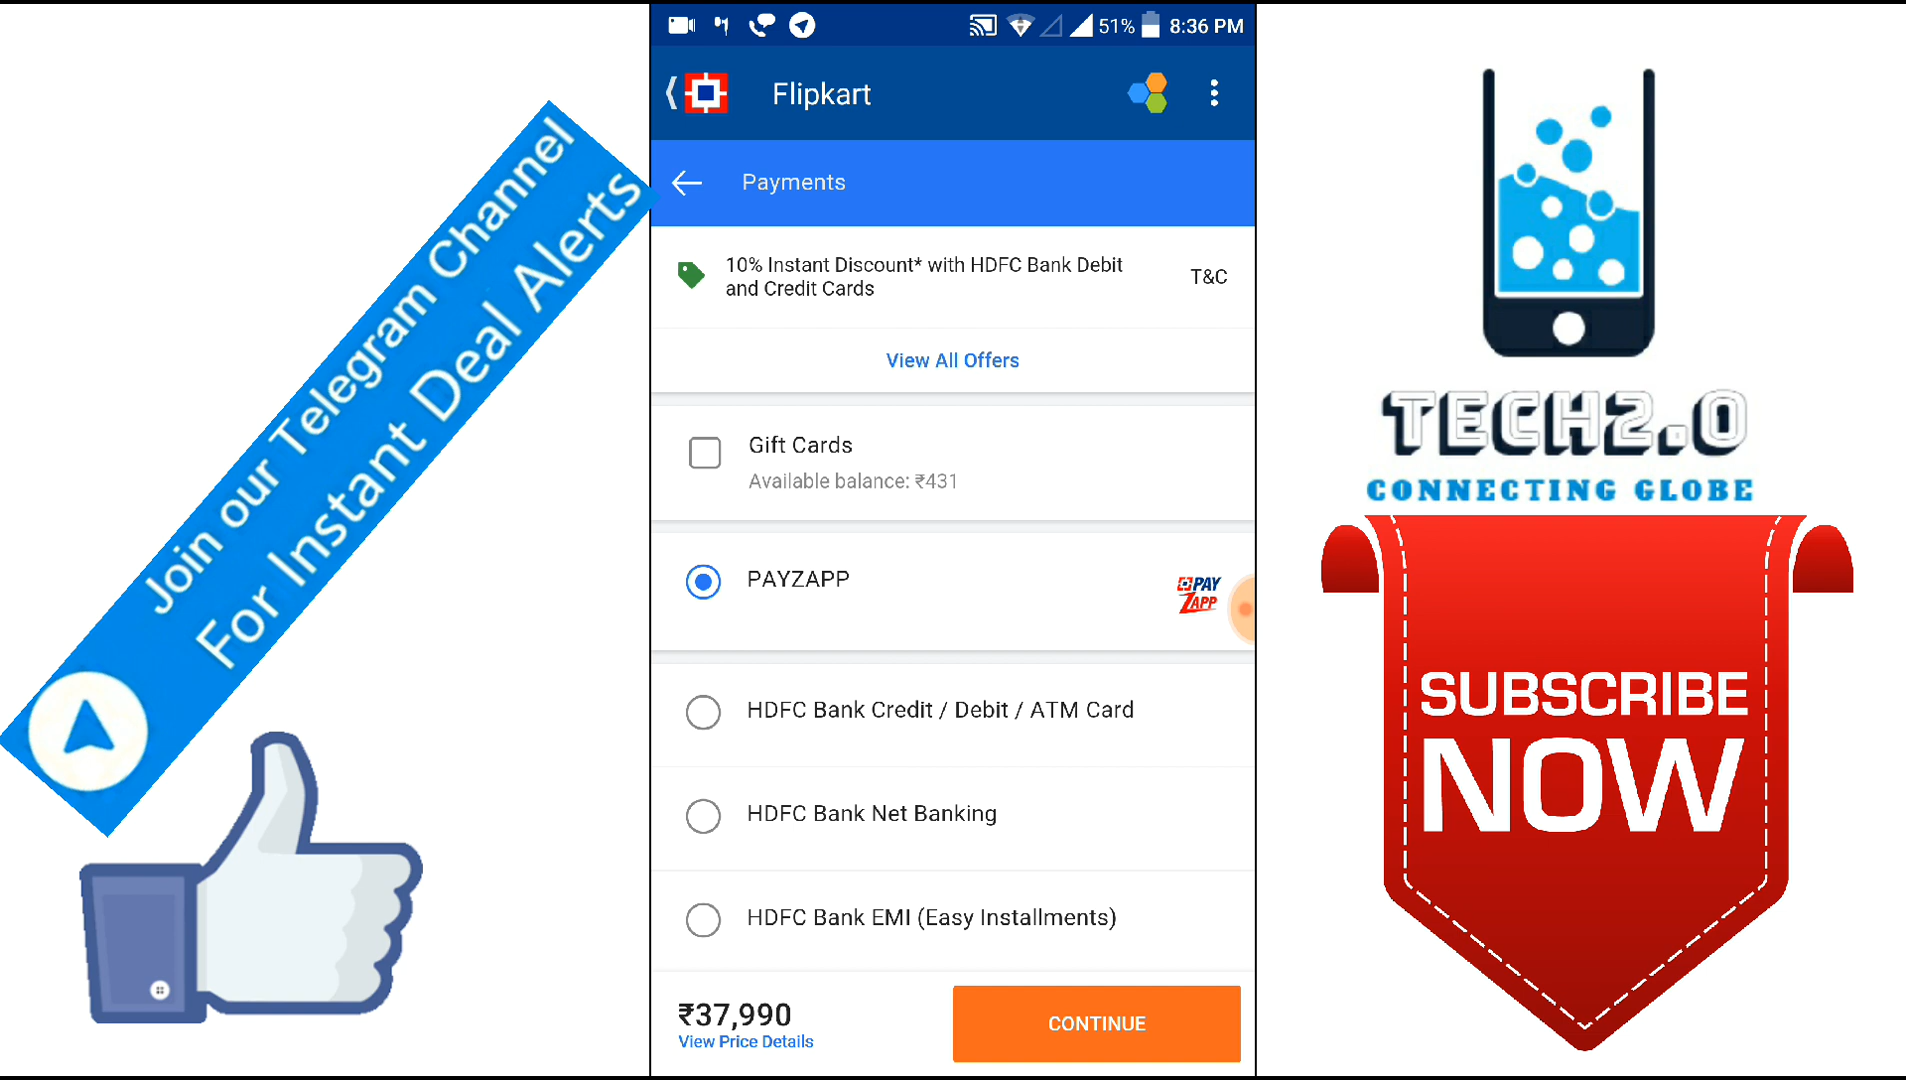 Join our Telegram Channel
For Instant Deal Alerts
51% 8:36 PM
Flipkart
Payments
10% Instant Discount* with HDFC Bank Debit
and Credit Cards
T&C
View All Offers
Gift Cards
Available balance: ₹431
PAYZAPP
PAY
ZAPP
HDFC Bank Credit / Debit / ATM Card
HDFC Bank Net Banking
HDFC Bank EMI (Easy Installments)
₹37,990
View Price Details
CONTINUE
TECH2.0
CONNECTING GLOBE
SUBSCRIBE
NOW